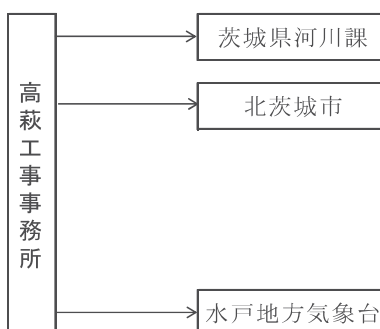 高萩工事事務所
茨城県河川課
北茨城市
水戸地方気象台